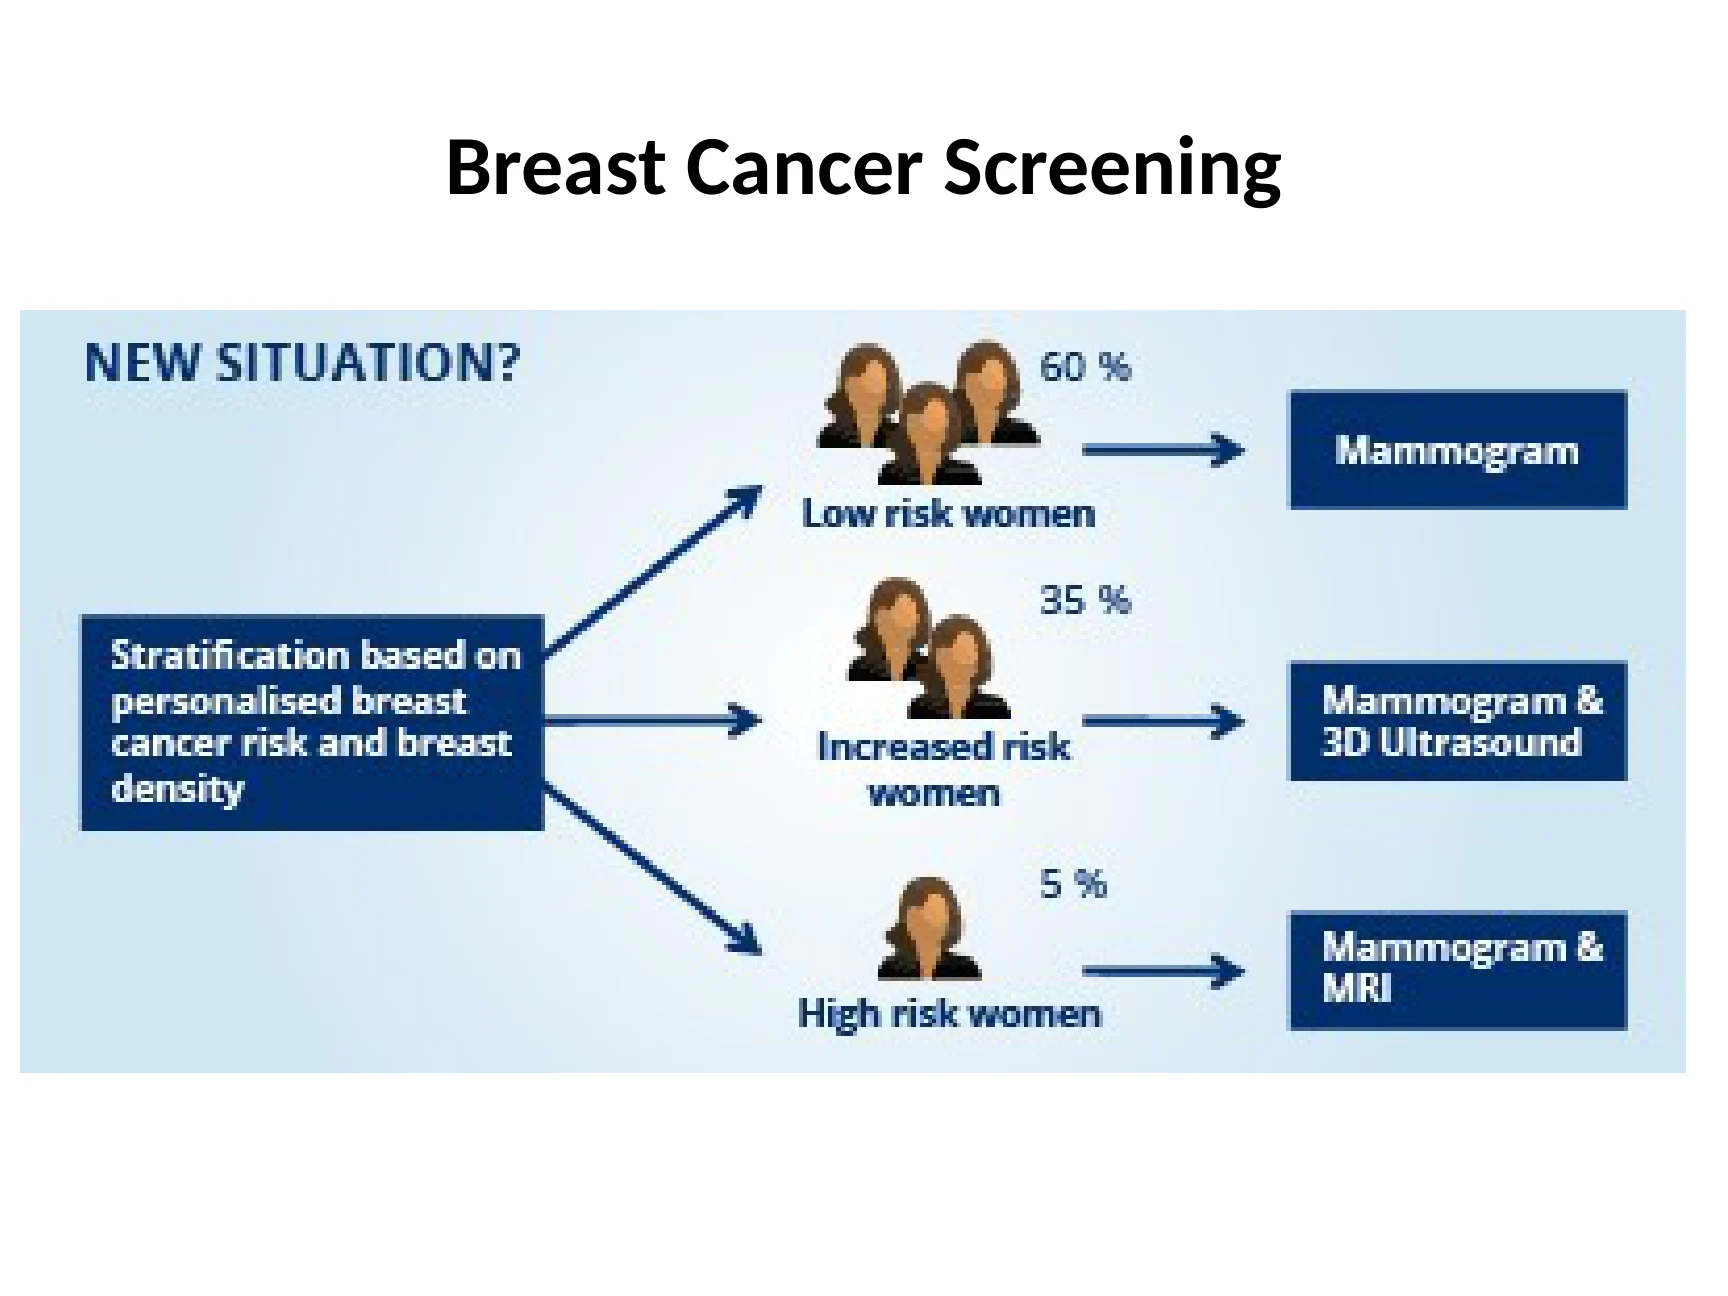 Breast Cancer Screening
NEW SITUATION?
60 %
Mammogram
Low risk women
35 %
Stratification based on
personalised breast
cancer risk and breast
density
Mammogram &
3D Ultrasound
Increased risk
women
5 %
Mammogram &
MRI
High risk women